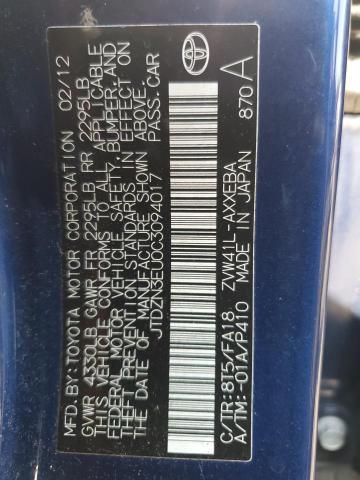 MFD.BY:TOYOTA MOTOR CORPORATION 02/12
GVWR 4330LB GAWR FR 2295LB RR 2295LB
THIS VEHICLE CONFORMS TO ALL APPLICABLE
FEDERAL MOTOR VEHICLE SAFETY, BUMPER, AND
THEFT PREVENTION STANDARDS IN EFFECT ON
THE DATE OF MANUFACTURE SHOWN ABOVE.
JTDZN3EU0C3094017 PASS.CAR
C/TR:8T5/FA18 ZVW41L-AXXEBA
A/TM:-01A/P410 MADE IN JAPAN 870 A